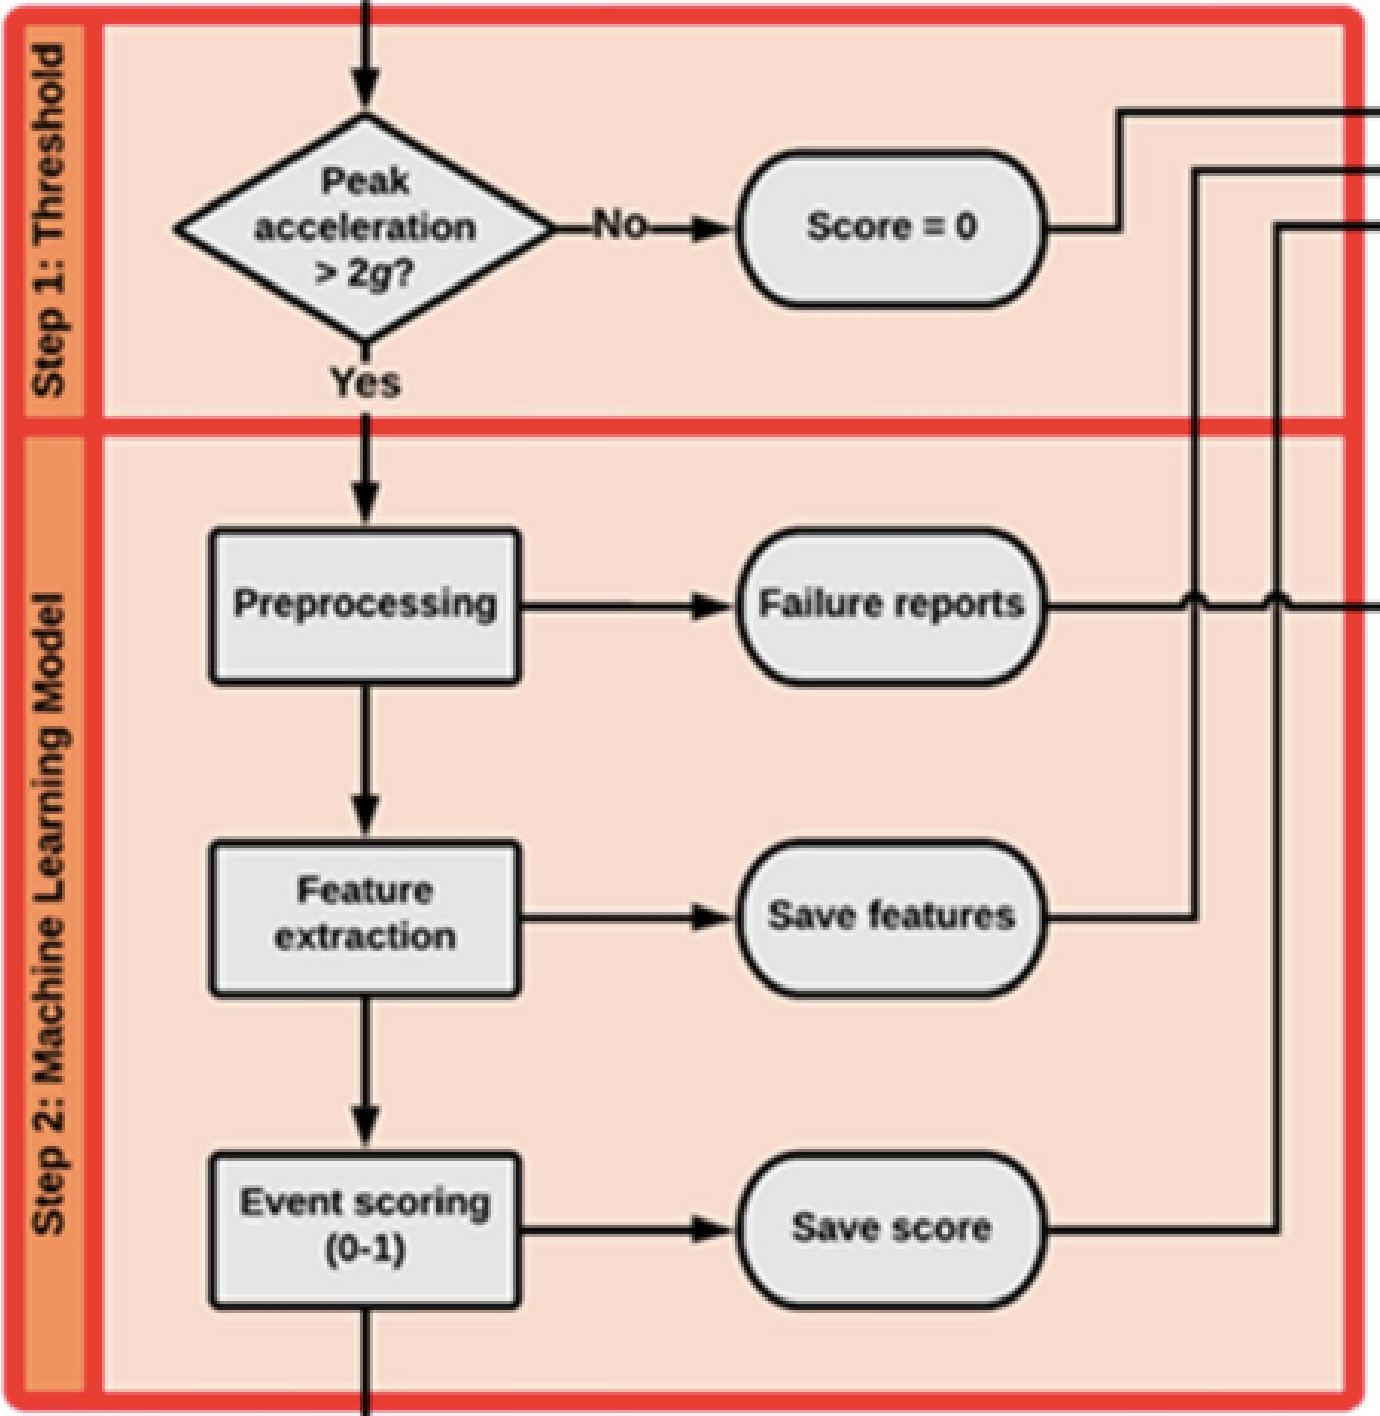 Step 1: Threshold
Peak
acceleration
> 2g?
No
Score = 0
Yes
Step 2: Machine Learning Model
Preprocessing
Failure reports
Feature
extraction
Save features
Event scoring
(0-1)
Save score